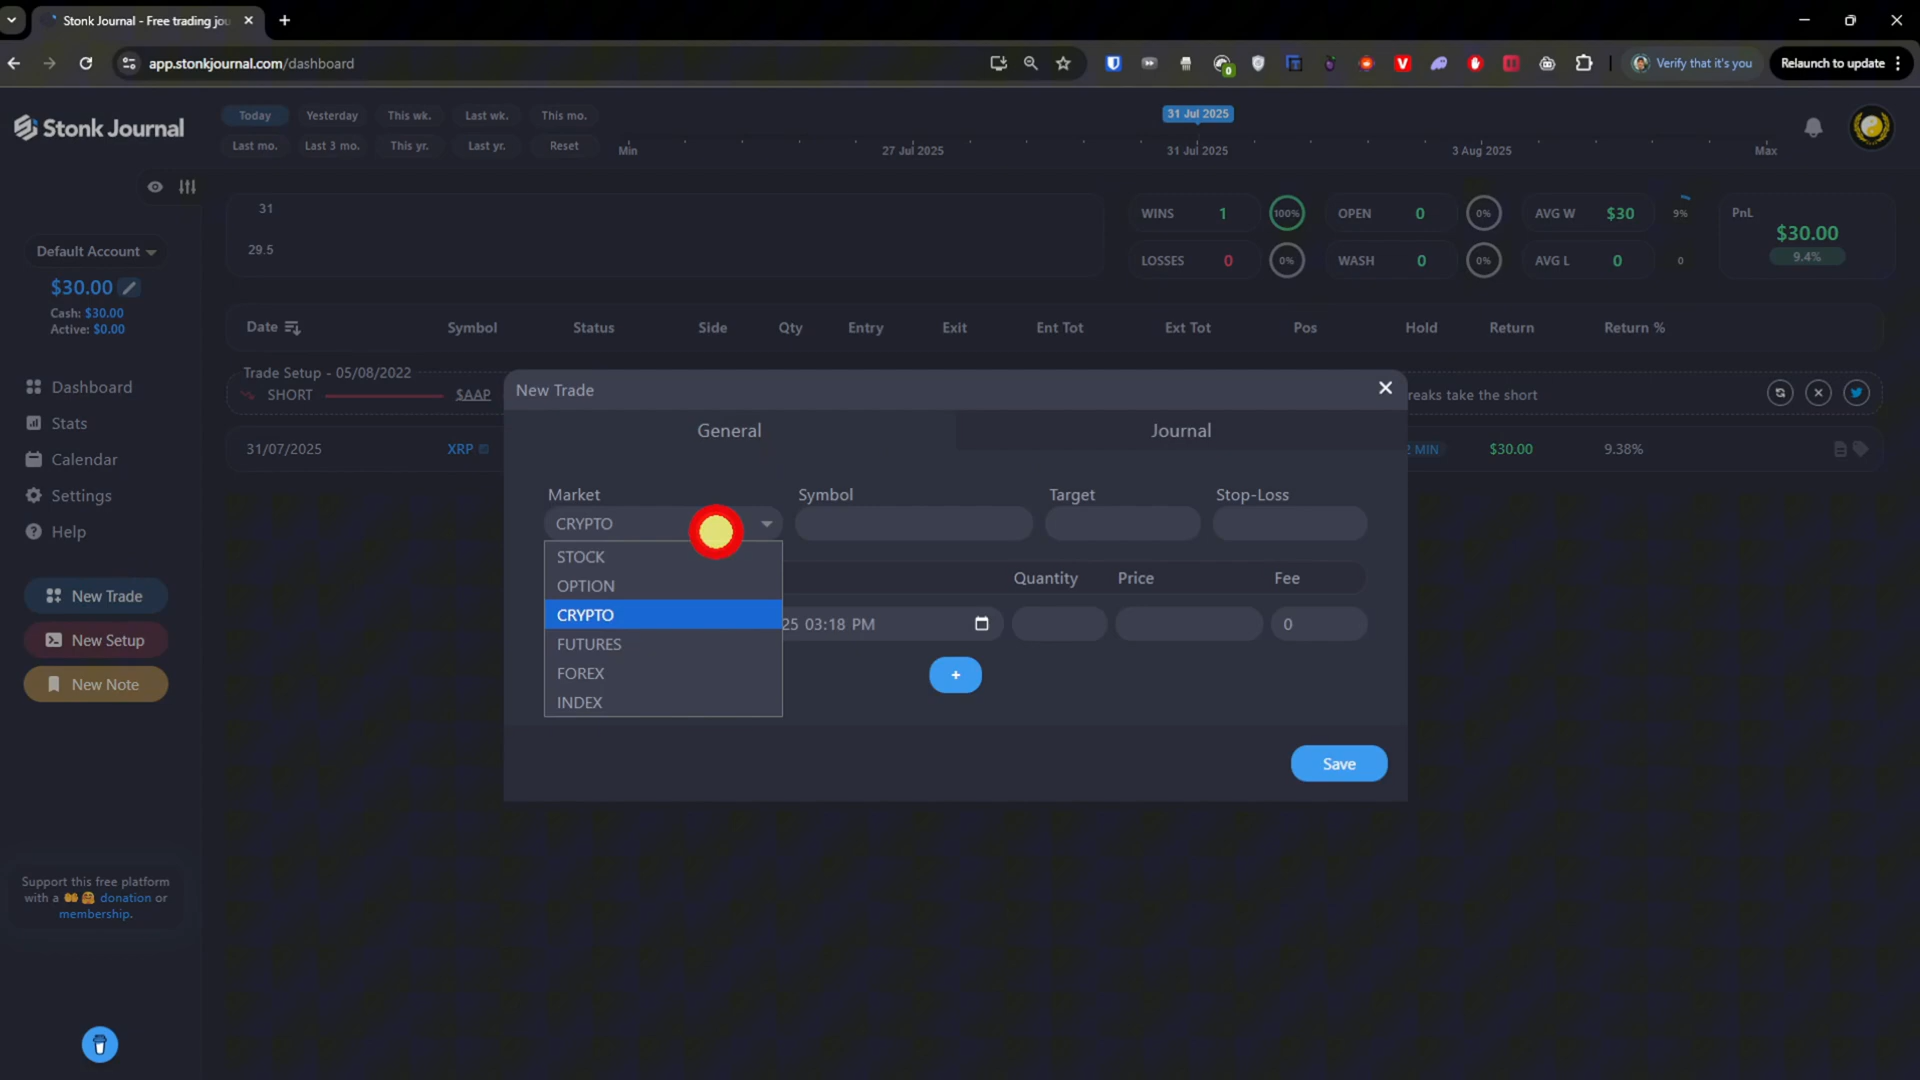 Stonk Journal - Free trading jou
app.stonkjournal.com/dashboard
0
Verify that it's you
Relaunch to update
Stonk Journal
Today
Yesterday
This wk.
Last wk.
This mo.
Last mo.
Last 3 mo.
This yr.
Last yr.
Reset
31 Jul 2025
Min
27 Jul 2025
31 Jul 2025
3 Aug 2025
Max
31
29.5
WINS 1 100%
OPEN 0 0%
AVG W $30 9%
LOSSES 0 0%
WASH 0 0%
AVG L 0 0
PnL
$30.00
9.4%
Default Account
$30.00
Cash: $30.00
Active: $0.00
Dashboard
Stats
Calendar
Settings
Help
New Trade
New Setup
New Note
Support this free platform
with a donation or
membership.
Date Symbol Status Side Qty Entry Exit Ent Tot Ext Tot Pos Hold Return Return %
Trade Setup - 05/08/2022
SHORT $AAP
reaks take the short
31/07/2025 XRP
2 MIN $30.00 9.38%
New Trade
General Journal
Market Symbol Target Stop-Loss
CRYPTO
STOCK
OPTION
CRYPTO
FUTURES
FOREX
INDEX
Quantity Price Fee
25 03:18 PM
0
+
Save